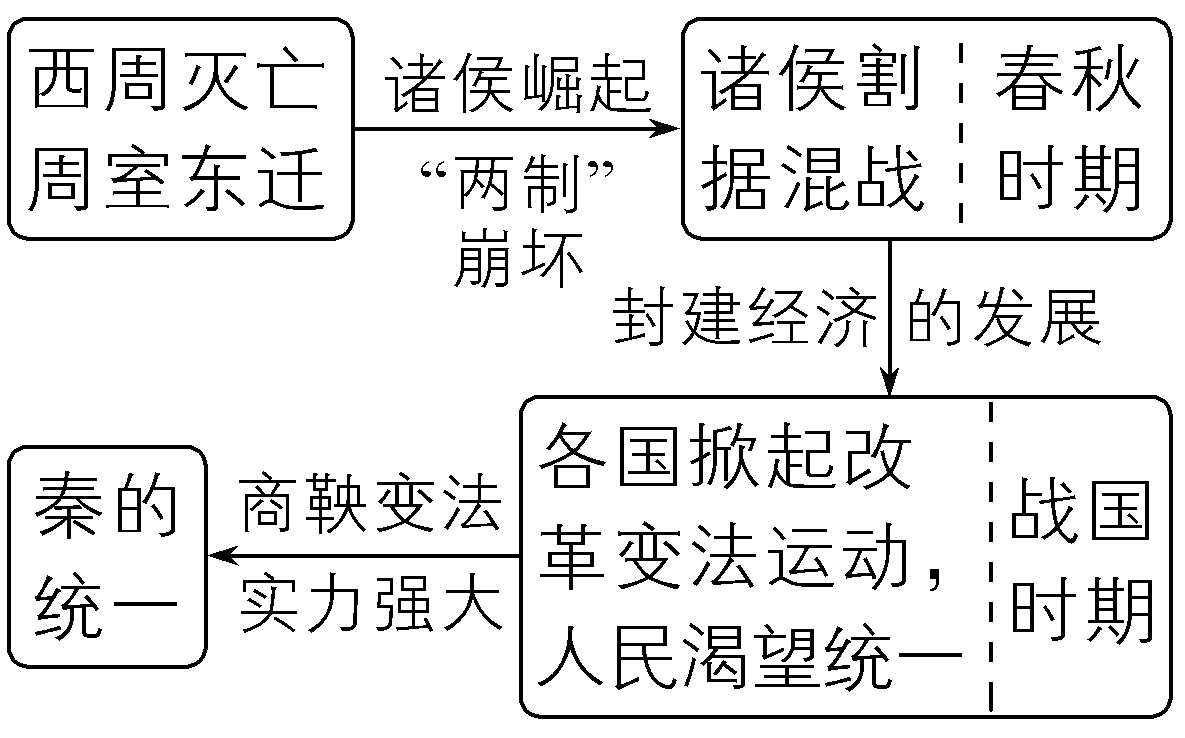 西周灭亡
周室东迁
诸侯崛起
“两制”
崩坏
诸侯割
据混战
春秋
时期
封建经济的发展
各国掀起改
革变法运动，
人民渴望统一
战国
时期
商鞅变法
实力强大
秦的
统一